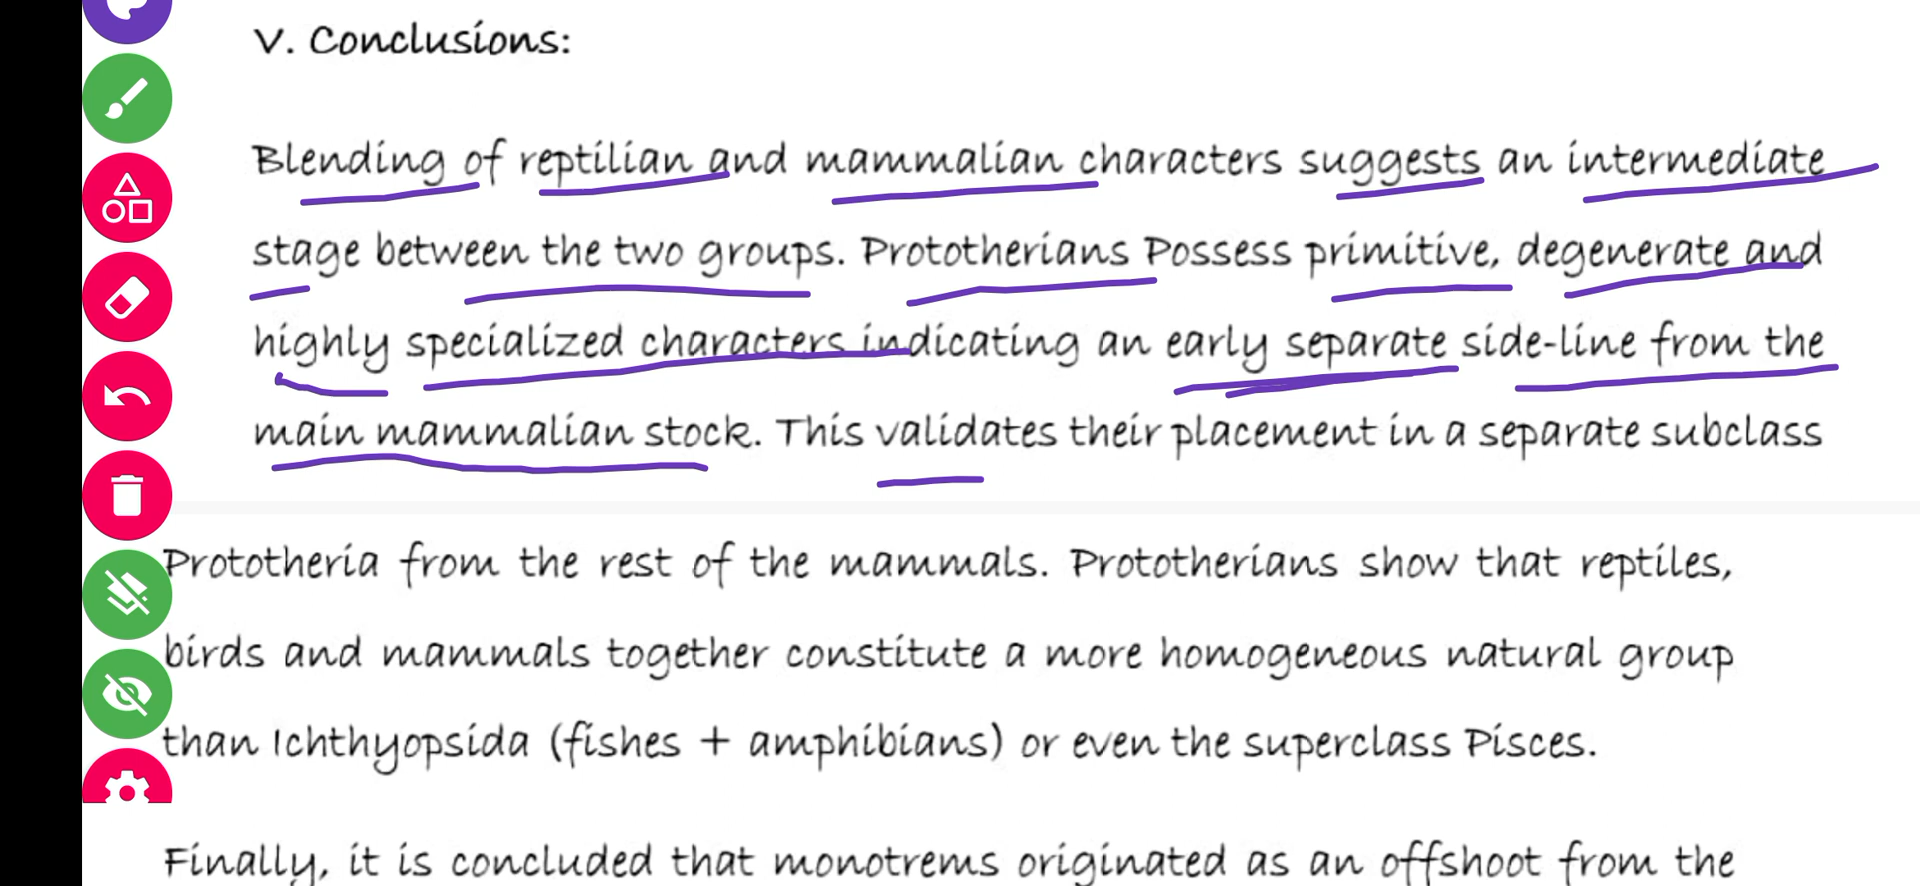 V. Conclusions:
Blending of reptilian and mammalian characters suggests an intermediate
stage between the two groups. Prototherians Possess primitive, degenerate and
highly specialized characters indicating an early separate side-line from the
main mammalian stock. This validates their placement in a separate subclass
Prototheria from the rest of the mammals. Prototherians show that reptiles,
birds and mammals together constitute a more homogeneous natural group
than Ichthyopsida (fishes + amphibians) or even the superclass Pisces.
Finally, it is concluded that monotrems originated as an offshoot from the